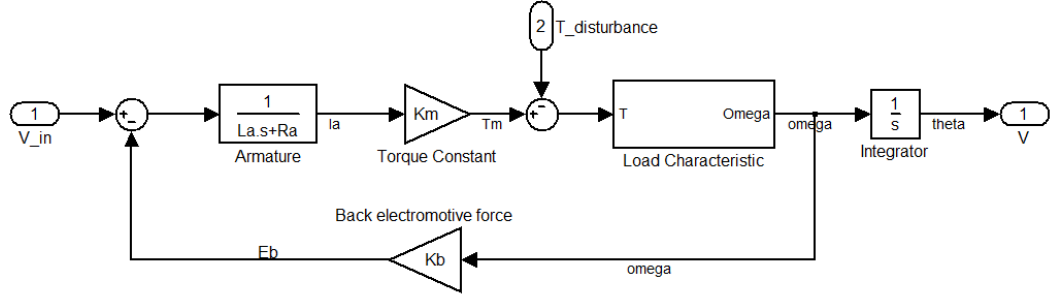 2
T_disturbance
1
V_in
+
-
1
La.s+Ra
Armature
Ia
Km
Torque Constant
Tm
+
-
T
Omega
Load Characteristic
omega
1
s
Integrator
theta
1
V
Back electromotive force
Kb
Eb
omega